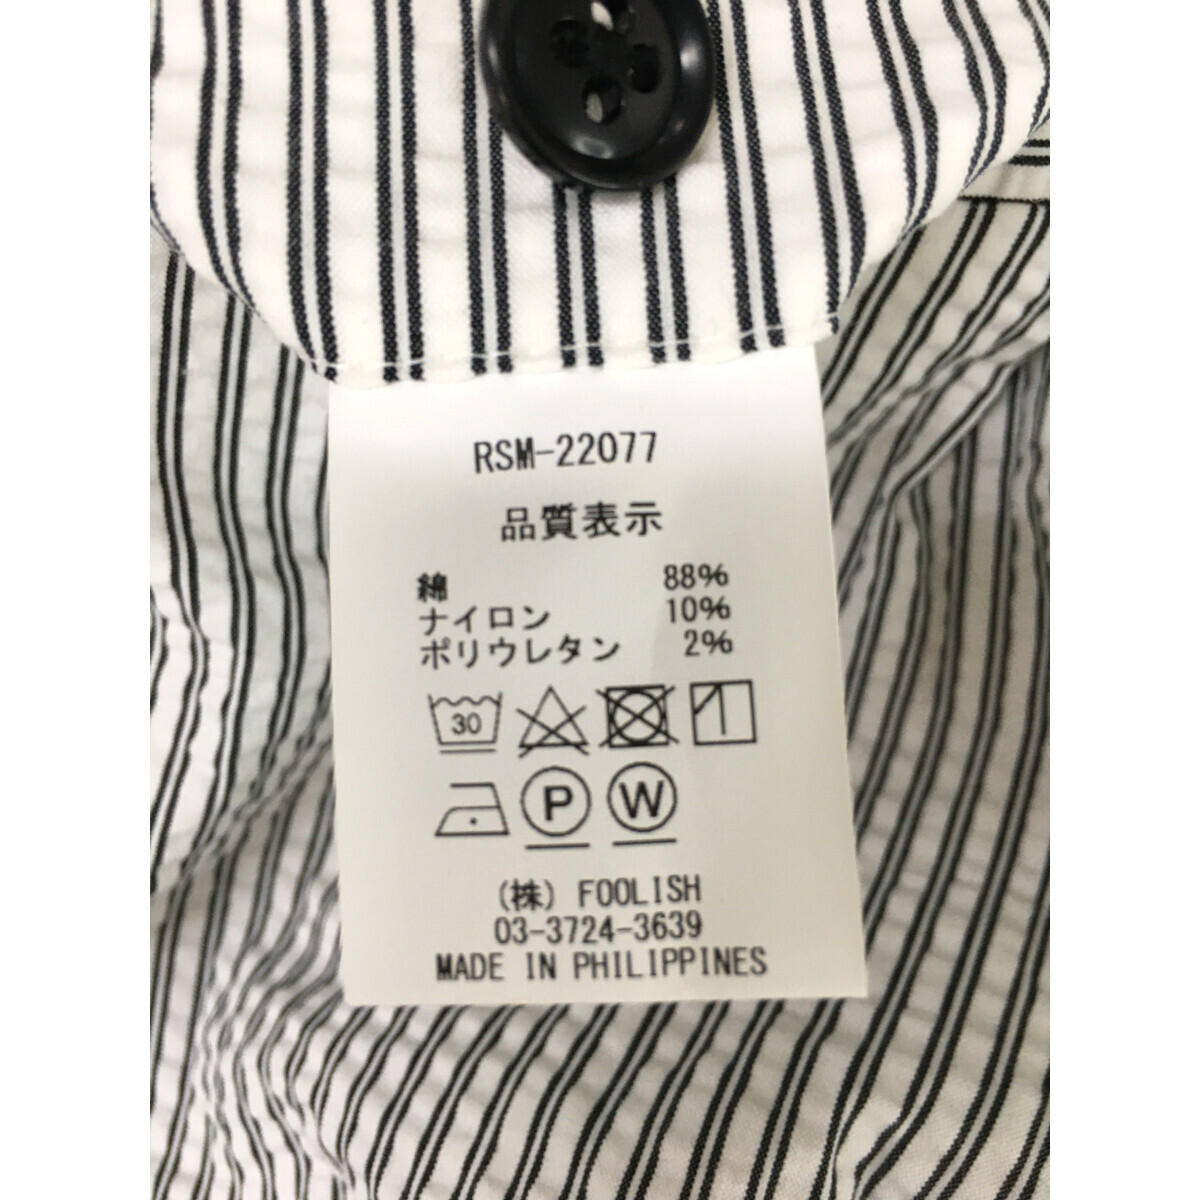 RSM-22077
品質表示
綿 88%
ナイロン 10%
ポリウレタン 2%
30
P W
(株) FOOLISH
03-3724-3639
MADE IN PHILIPPINES